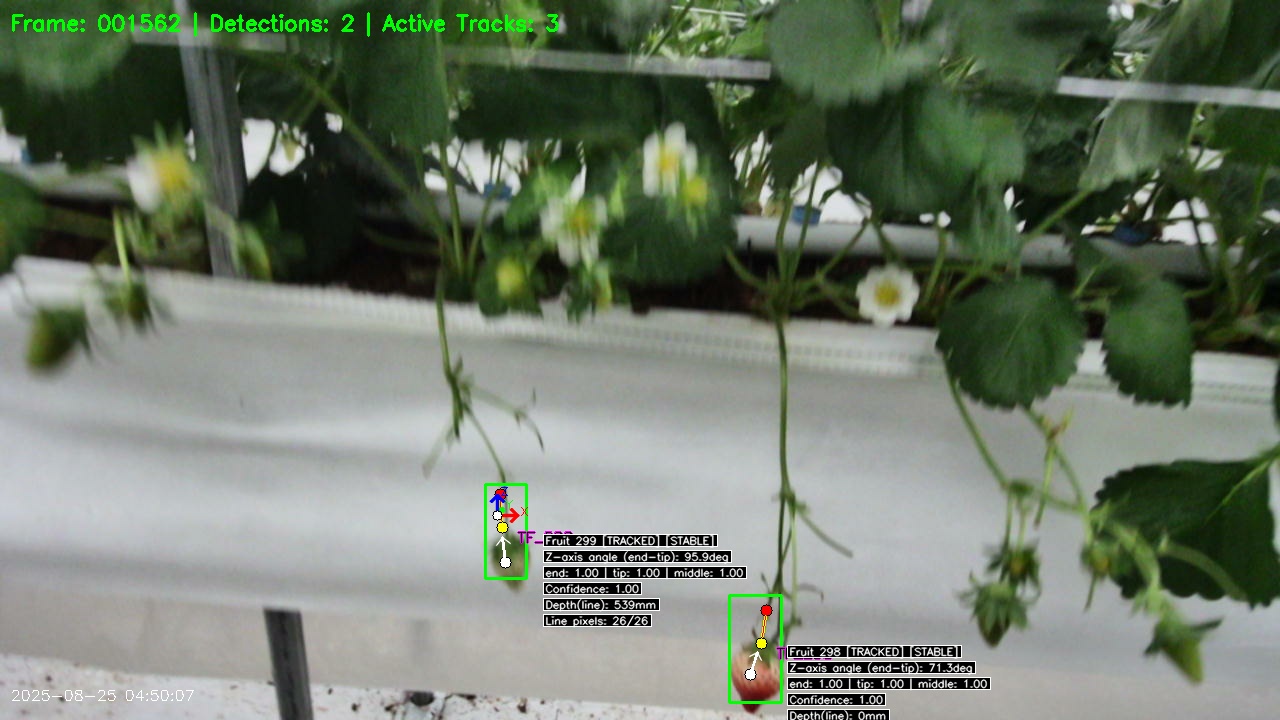 Frame: 001562 | Detections: 2 | Active Tracks: 3
X
Fruit 299 [TRACKED] [STABLE]
Z-axis angle (end-tip): 95.9deg
end: 1.00 | tip: 1.00 | middle: 1.00
Confidence: 1.00
Depth(line): 539mm
Line pixels: 26/26
Fruit 298 [TRACKED] [STABLE]
Z-axis angle (end-tip): 71.3deg
end: 1.00 | tip: 1.00 | middle: 1.00
Confidence: 1.00
Depth(line): 0mm
2025-08-25 04:50:07